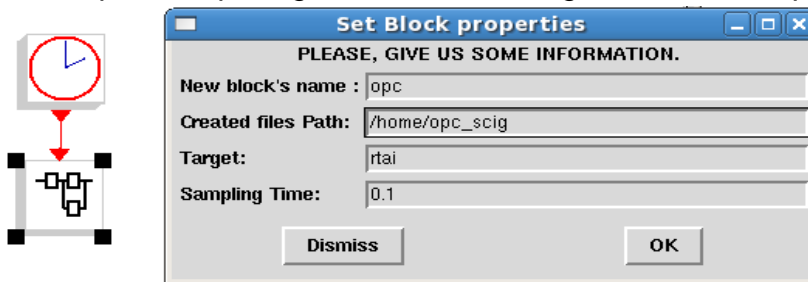 Set Block properties
PLEASE, GIVE US SOME INFORMATION.
New block's name : opc
Created files Path: /home/opc_scig
Target: rtai
Sampling Time: 0.1
Dismiss OK